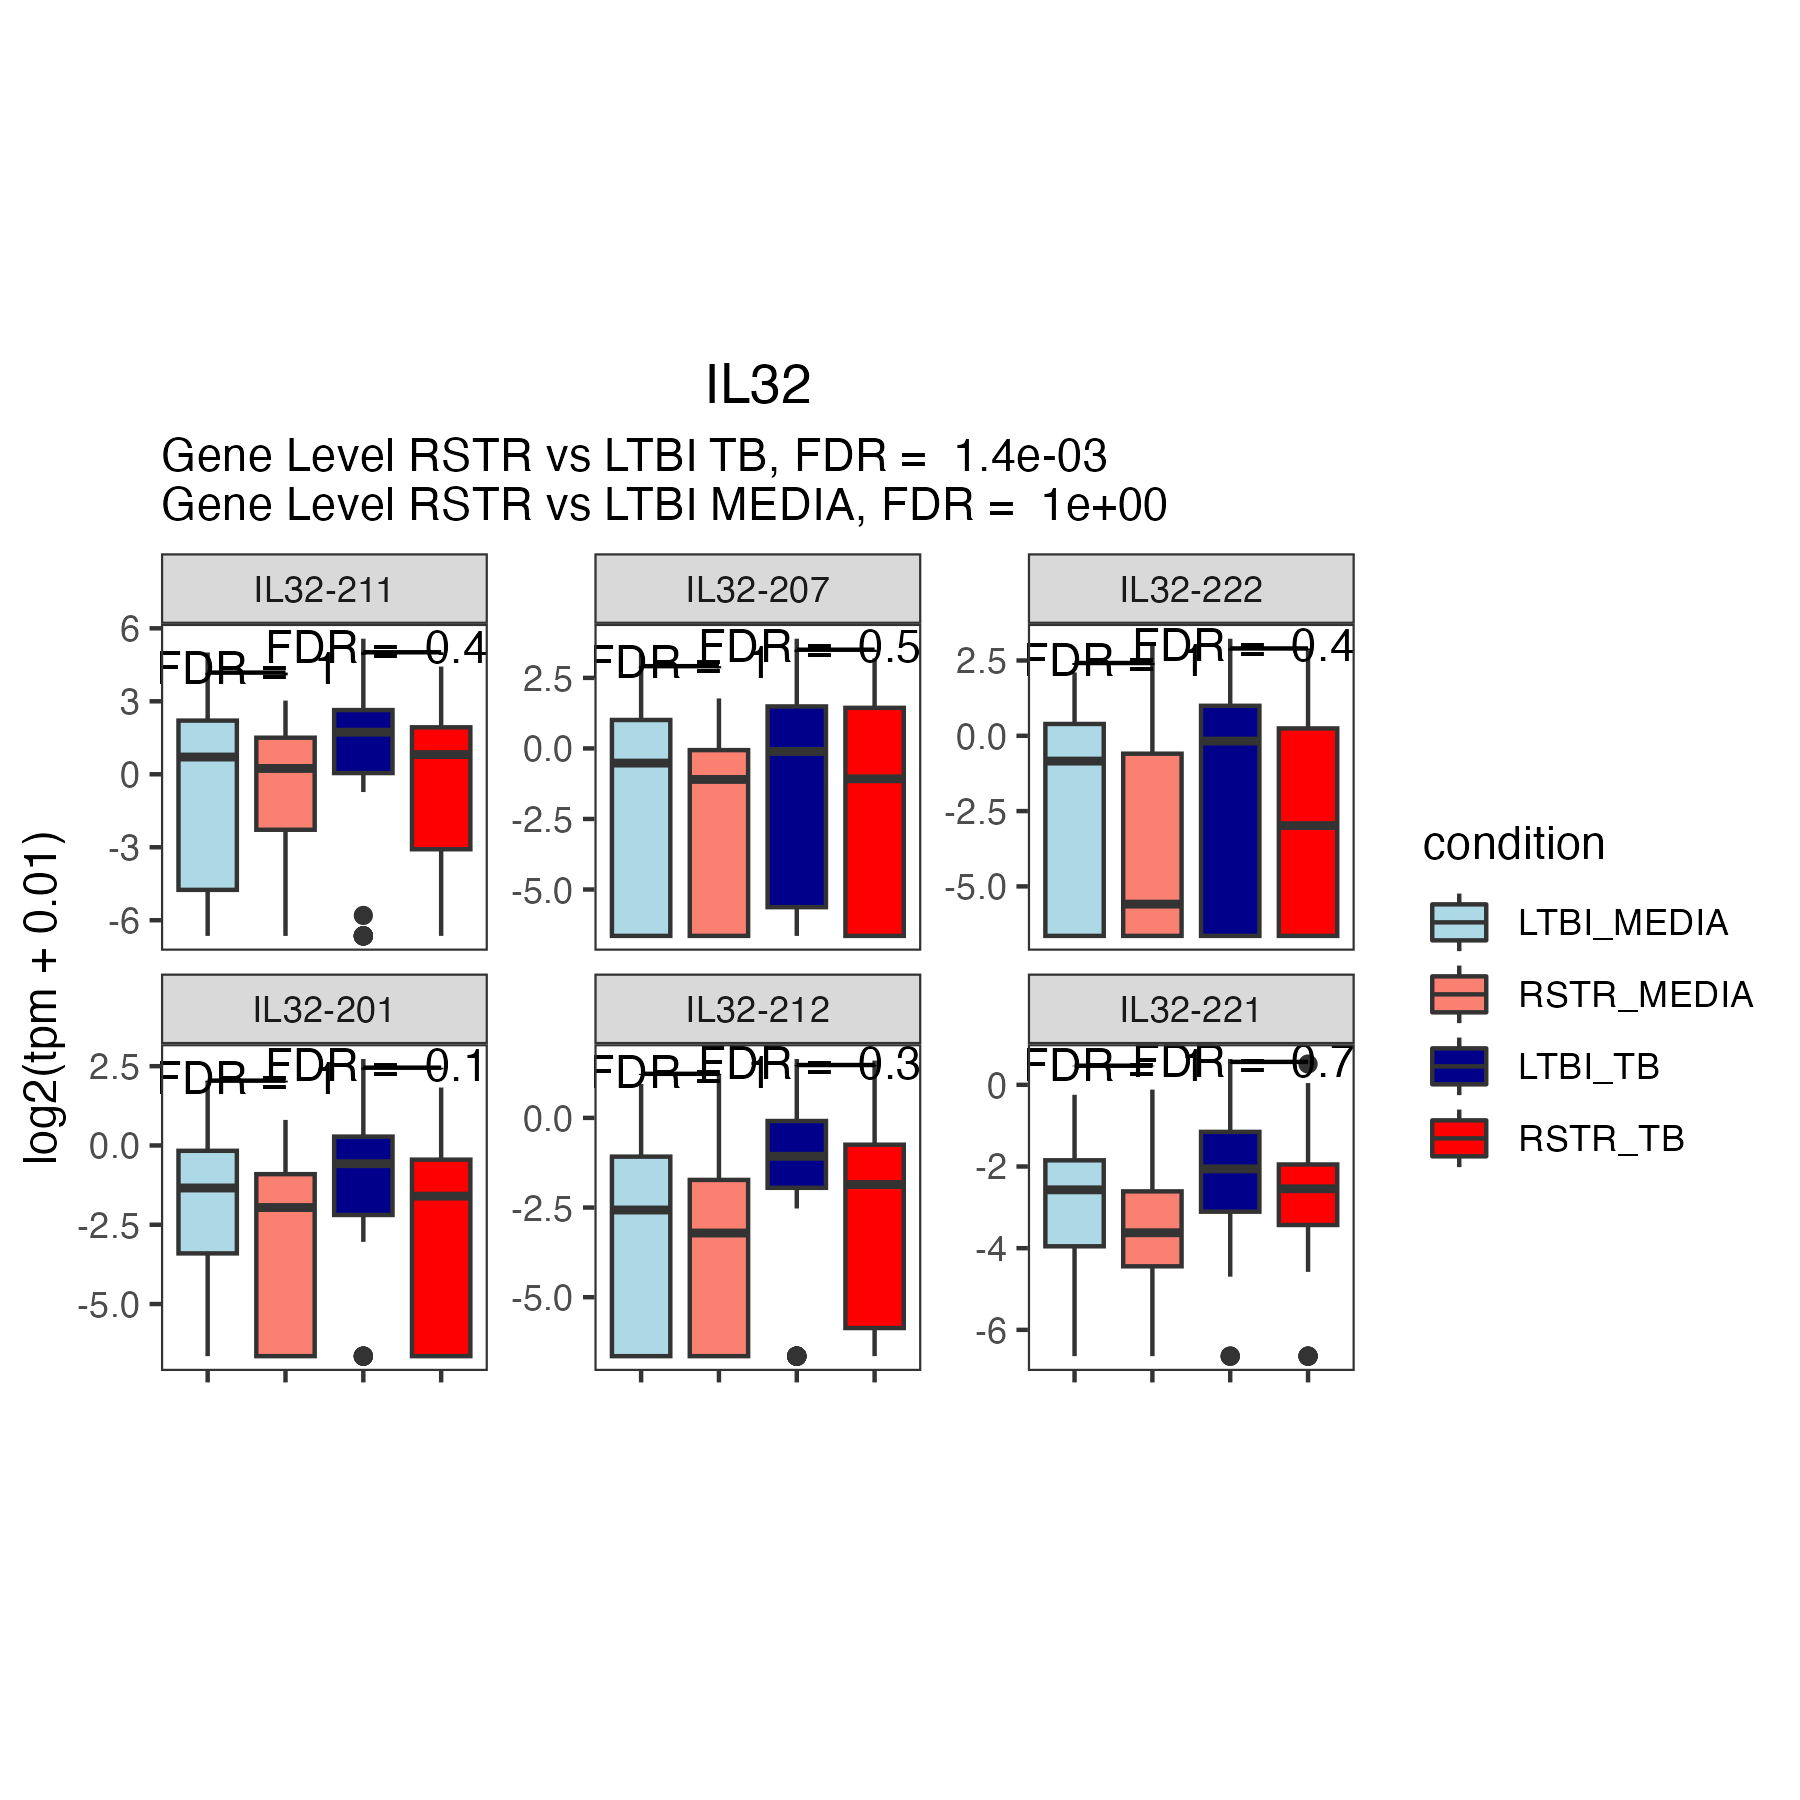 IL32
Gene Level RSTR vs LTBI TB, FDR =  1.4e-03
Gene Level RSTR vs LTBI MEDIA, FDR =  1e+00
IL32-211
IL32-207
IL32-222
FDR = 1
FDR = 0.4
FDR = 1
FDR = 0.5
FDR = 1
FDR = 0.4
6
3
0
-3
-6
2.5
0.0
-2.5
-5.0
2.5
0.0
-2.5
-5.0
IL32-201
IL32-212
IL32-221
FDR = 1
FDR = 0.1
FDR = 1
FDR = 0.3
FDR = 1
FDR = 0.7
2.5
0.0
-2.5
-5.0
0.0
-2.5
-5.0
0
-2
-4
-6
log2(tpm + 0.01)
condition
LTBI_MEDIA
RSTR_MEDIA
LTBI_TB
RSTR_TB